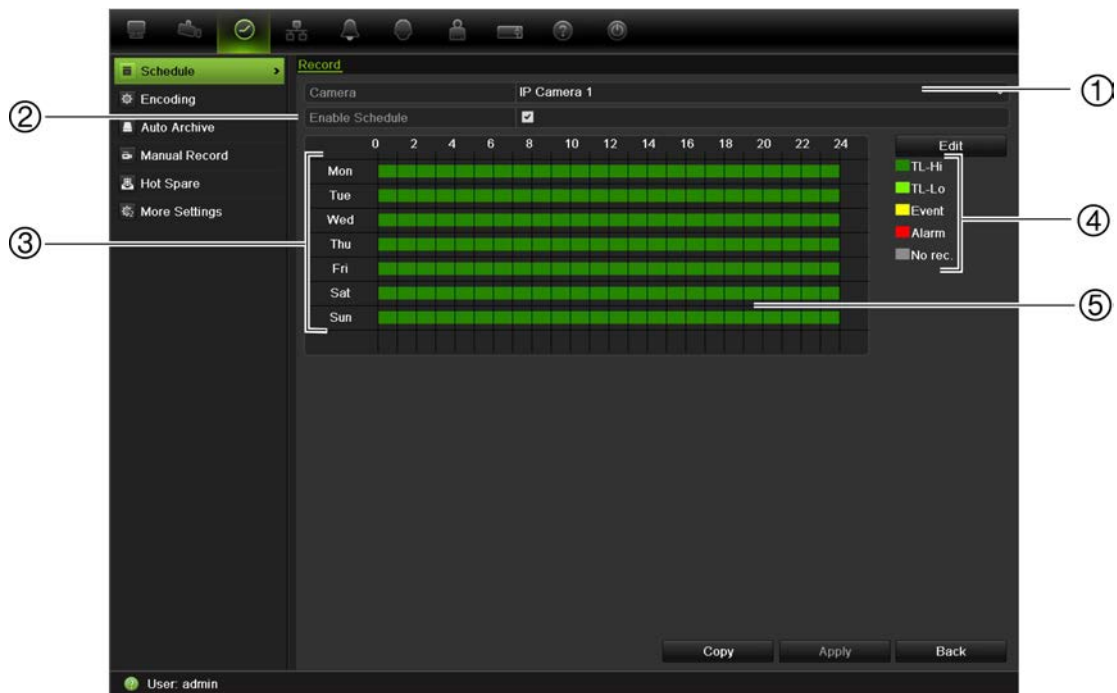 Schedule
Encoding
Auto Archive
Manual Record
Hot Spare
More Settings
Record
Camera IP Camera 1
Enable Schedule
0 2 4 6 8 10 12 14 16 18 20 22 24
Mon
Tue
Wed
Thu
Fri
Sat
Sun
Edit
TL-Hi
TL-Lo
Event
Alarm
No rec.
①
②
③
④
⑤
Copy Apply Back
User: admin